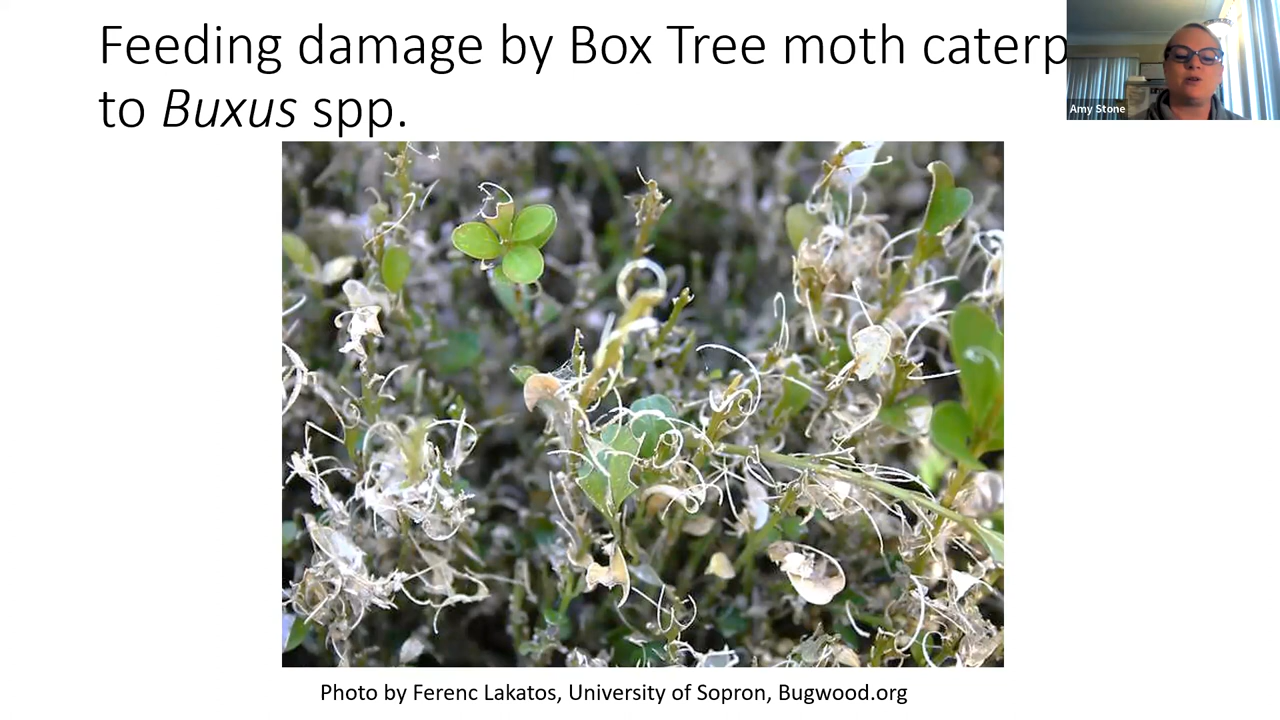 Feeding damage by Box Tree moth caterp
to Buxus spp.
Amy Stone
Photo by Ferenc Lakatos, University of Sopron, Bugwood.org